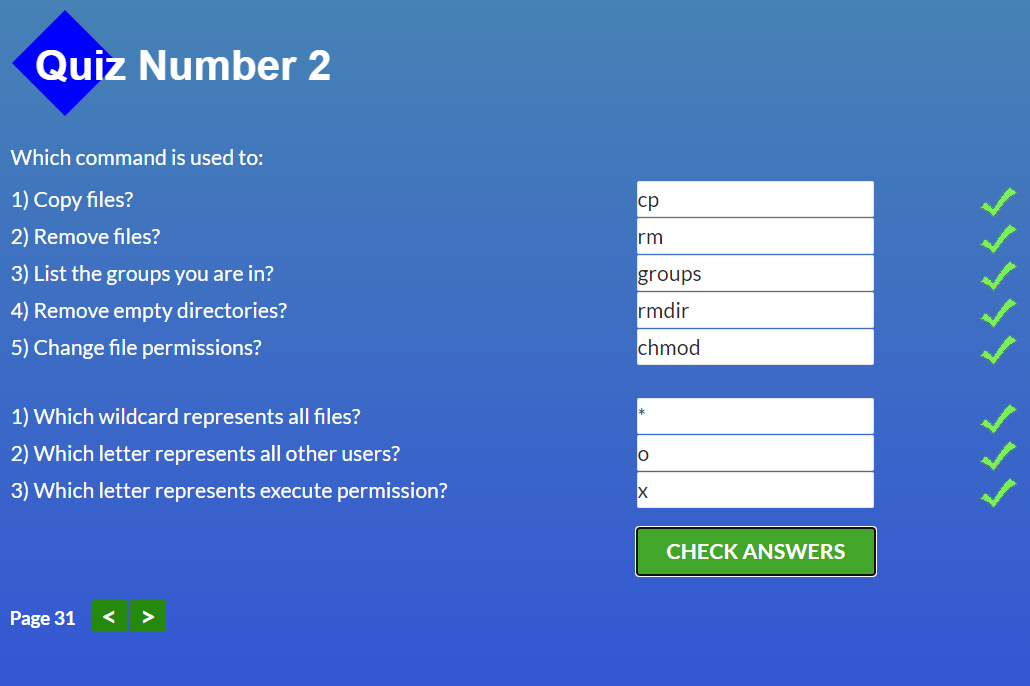 Quiz Number 2
Which command is used to:
1) Copy files? cp
2) Remove files? rm
3) List the groups you are in? groups
4) Remove empty directories? rmdir
5) Change file permissions? chmod
1) Which wildcard represents all files? *
2) Which letter represents all other users? o
3) Which letter represents execute permission? x
CHECK ANSWERS
Page 31 < >